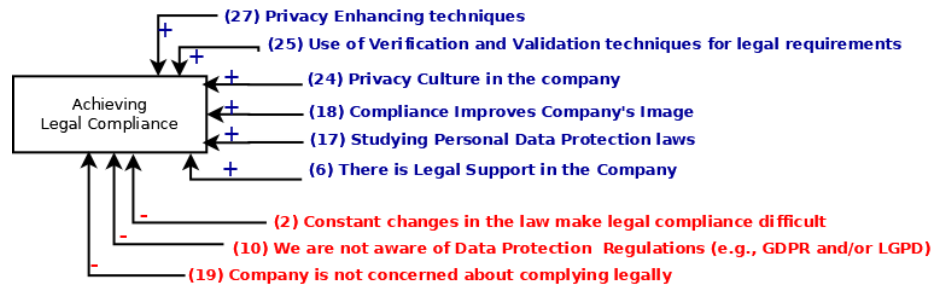 (27) Privacy Enhancing techniques
+
(25) Use of Verification and Validation techniques for legal requirements
+
(24) Privacy Culture in the company
+
Achieving
Legal Compliance
(18) Compliance Improves Company's Image
+
(17) Studying Personal Data Protection laws
+
(6) There is Legal Support in the Company
+
(2) Constant changes in the law make legal compliance difficult
-
(10) We are not aware of Data Protection Regulations (e.g., GDPR and/or LGPD)
-
(19) Company is not concerned about complying legally
-